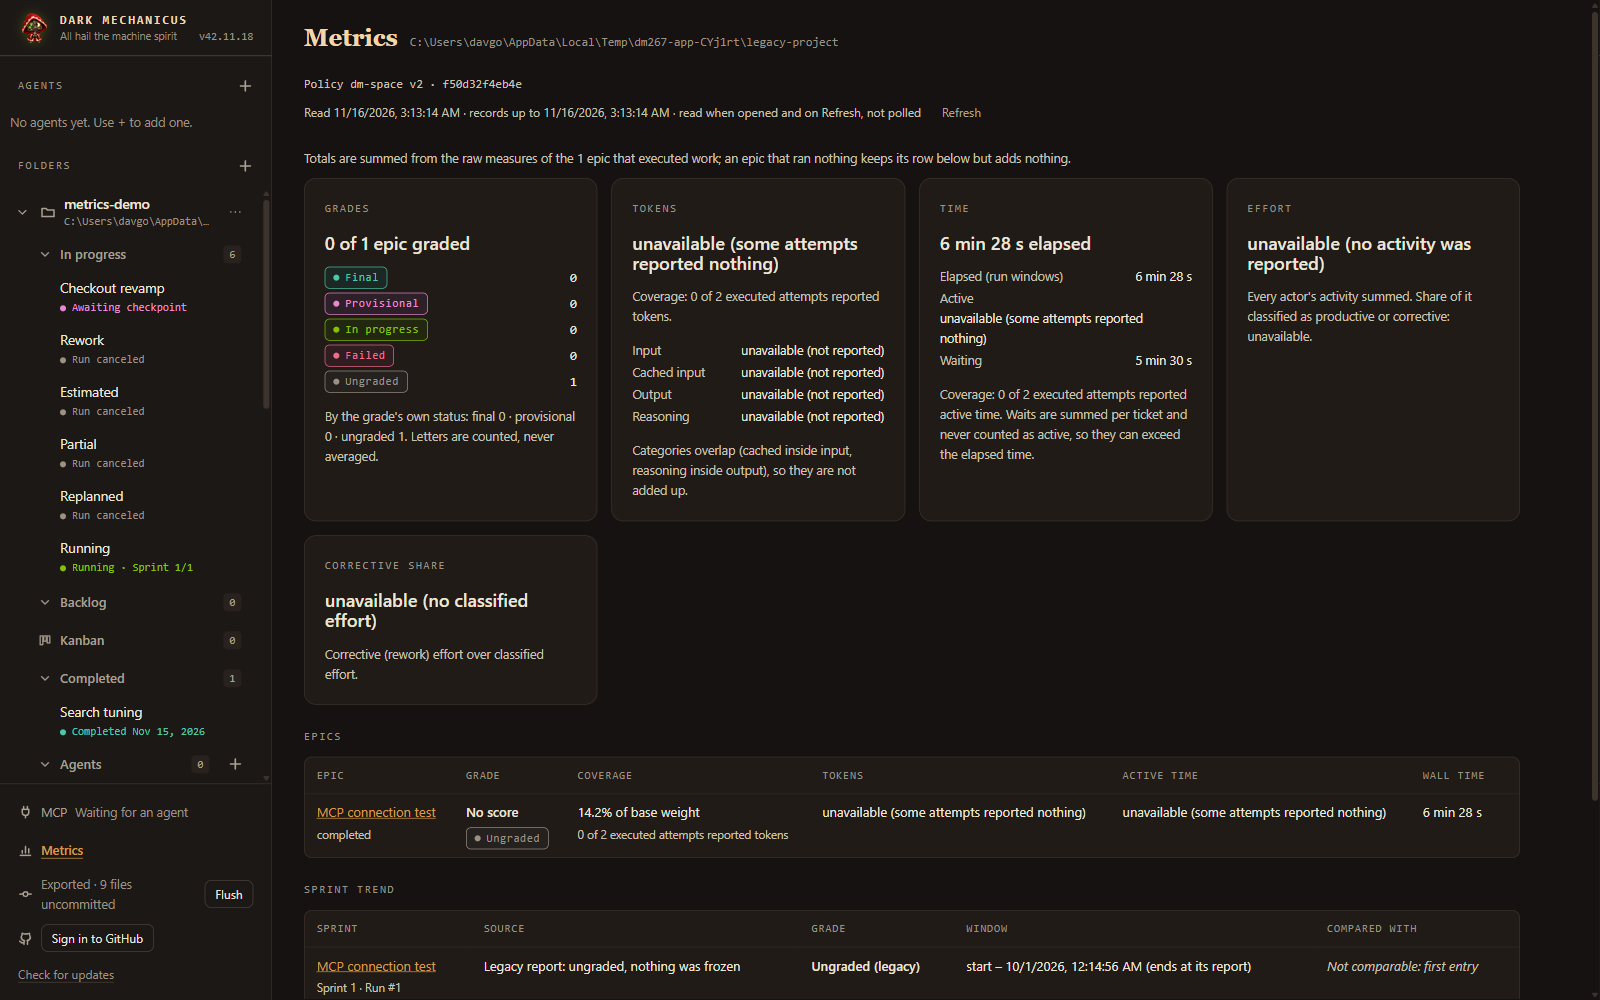 DARK MECHANICUS
All hail the machine spirit v42.11.18
AGENTS
No agents yet. Use + to add one.
FOLDERS
metrics-demo
C:\Users\davgo\AppData\…
In progress 6
Checkout revamp
Awaiting checkpoint
Rework
Run canceled
Estimated
Run canceled
Partial
Run canceled
Replanned
Run canceled
Running
Running · Sprint 1/1
Backlog 0
Kanban 0
Completed 1
Search tuning
Completed Nov 15, 2026
Agents 0
MCP Waiting for an agent
Metrics
Exported · 9 files
uncommitted
Flush
Sign in to GitHub
Check for updates
Metrics C:\Users\davgo\AppData\Local\Temp\dm267-app-CYj1rt\legacy-project
Policy dm-space v2 · f50d32f4eb4e
Read 11/16/2026, 3:13:14 AM · records up to 11/16/2026, 3:13:14 AM · read when opened and on Refresh, not polled Refresh
Totals are summed from the raw measures of the 1 epic that executed work; an epic that ran nothing keeps its row below but adds nothing.
GRADES
0 of 1 epic graded
Final 0
Provisional 0
In progress 0
Failed 0
Ungraded 1
By the grade's own status: final 0 · provisional
0 · ungraded 1. Letters are counted, never
averaged.
TOKENS
unavailable (some attempts
reported nothing)
Coverage: 0 of 2 executed attempts reported
tokens.
Input unavailable (not reported)
Cached input unavailable (not reported)
Output unavailable (not reported)
Reasoning unavailable (not reported)
Categories overlap (cached inside input,
reasoning inside output), so they are not
added up.
TIME
6 min 28 s elapsed
Elapsed (run windows) 6 min 28 s
Active
unavailable (some attempts reported
nothing)
Waiting 5 min 30 s
Coverage: 0 of 2 executed attempts reported
active time. Waits are summed per ticket and
never counted as active, so they can exceed
the elapsed time.
EFFORT
unavailable (no activity was
reported)
Every actor's activity summed. Share of it
classified as productive or corrective:
unavailable.
CORRECTIVE SHARE
unavailable (no classified
effort)
Corrective (rework) effort over classified
effort.
EPICS
EPIC GRADE COVERAGE TOKENS ACTIVE TIME WALL TIME
MCP connection test No score 14.2% of base weight unavailable (some attempts reported nothing) unavailable (some attempts reported nothing) 6 min 28 s
completed Ungraded 0 of 2 executed attempts reported tokens
SPRINT TREND
SPRINT SOURCE GRADE WINDOW COMPARED WITH
MCP connection test Legacy report: ungraded, nothing was frozen Ungraded (legacy) start – 10/1/2026, 12:14:56 AM (ends at its report) Not comparable: first entry
Sprint 1 · Run #1